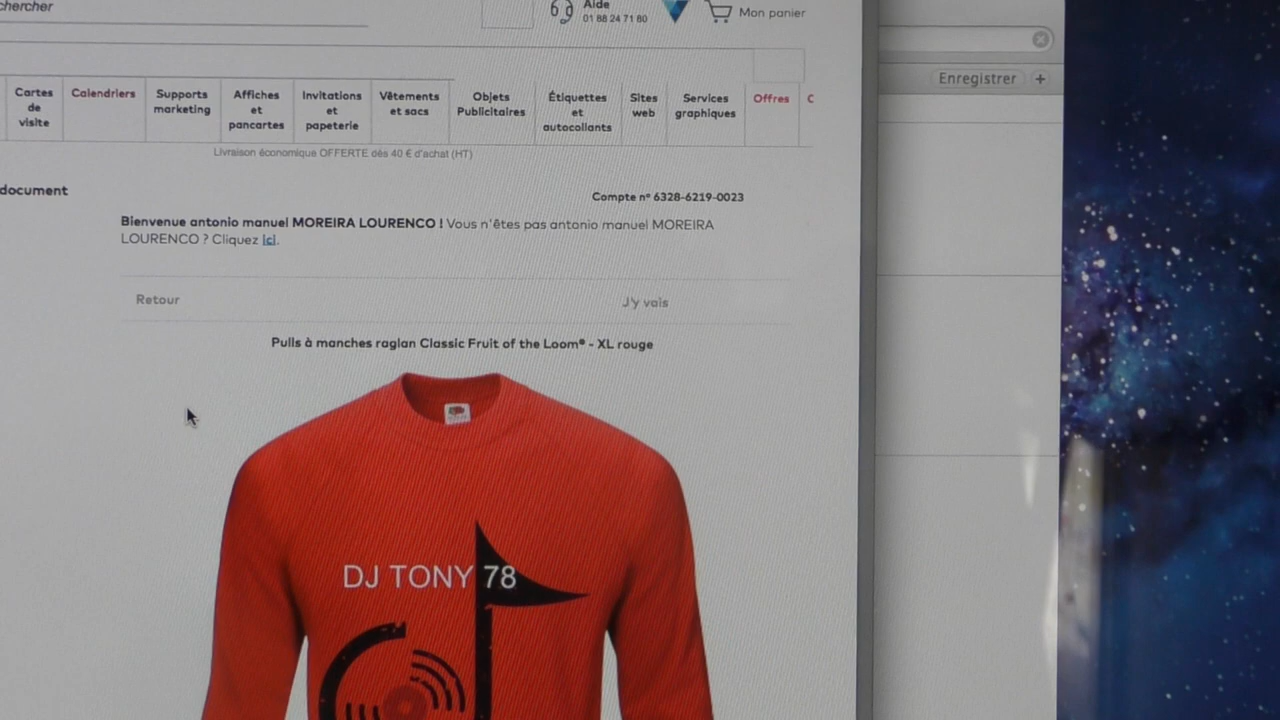 chercher
Aide
01 88 24 71 80
Mon panier
Enregistrer +
Cartes
de
visite
Calendriers
Supports
marketing
Affiches
et
pancartes
Invitations
et
papeterie
Vêtements
et sacs
Objets
Publicitaires
Étiquettes
et
autocollants
Sites
web
Services
graphiques
Offres
C
Livraison économique OFFERTE dès 40 € d'achat (HT)
document
Compte n° 6328-6219-0023
Bienvenue antonio manuel MOREIRA LOURENCO ! Vous n'êtes pas antonio manuel MOREIRA
LOURENCO ? Cliquez ici.
Retour
J'y vais
Pulls à manches raglan Classic Fruit of the Loom® - XL rouge
DJ TONY 78